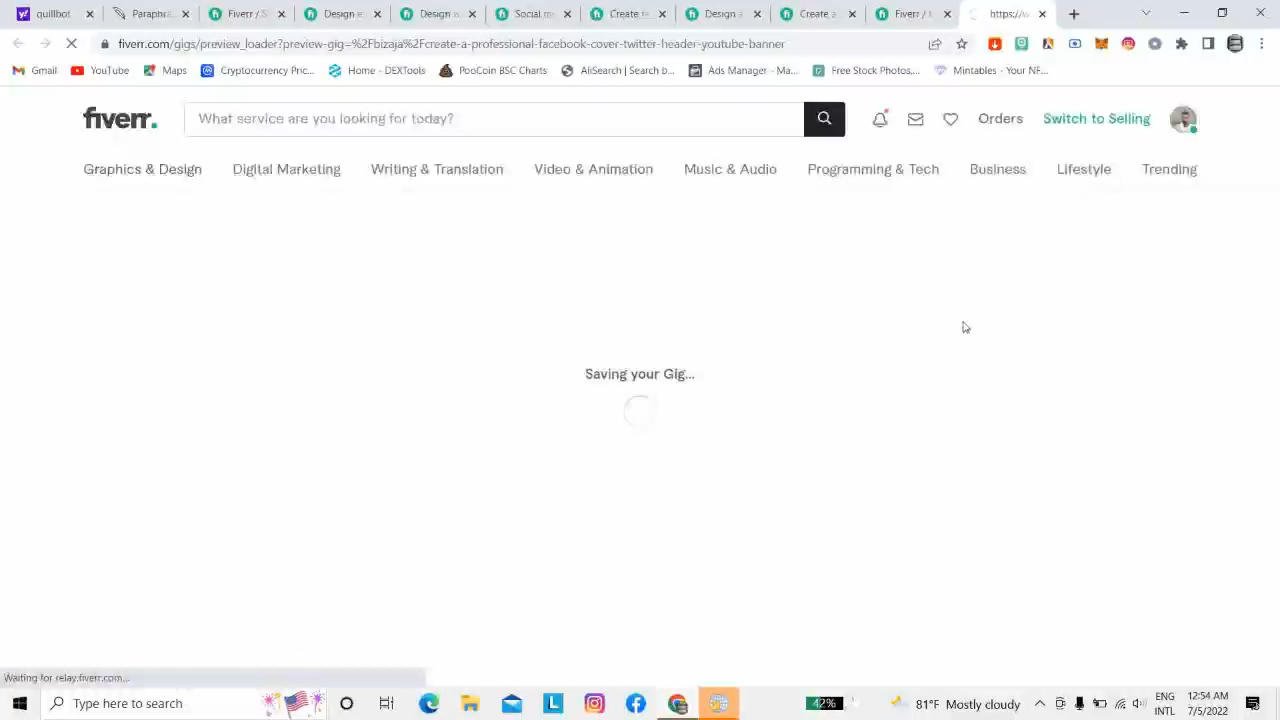 quillbot
Paraphra
Fiverr / S
Design e
Design m
Social m
Create fa
Design a
Create a
Fiverr / 
https://w
fiverr.com/gigs/preview_loader?preview_gig=%2Fbizaja%2Fcreate-a-professional-facebook-cover-twitter-header-youtube-banner
Gmail
YouTube
Maps
Cryptocurrency Pric...
Home - DEXTools
PooCoin BSC Charts
AliSearch | Search b...
Ads Manager - Ma...
Free Stock Photos,...
Mintables - Your NF...
fiverr.
What service are you looking for today?
Orders
Switch to Selling
Graphics & Design
Digital Marketing
Writing & Translation
Video & Animation
Music & Audio
Programming & Tech
Business
Lifestyle
Trending
Saving your Gig...
Waiting for relay.fiverr.com...
Type here to search
42%
81°F Mostly cloudy
ENG
INTL
12:54 AM
7/5/2022